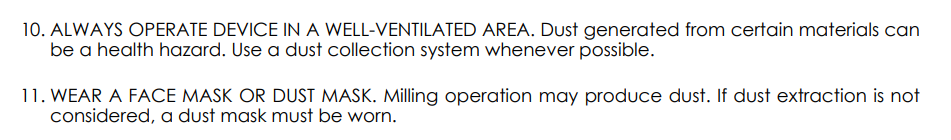 10. ALWAYS OPERATE DEVICE IN A WELL-VENTILATED AREA. Dust generated from certain materials can
be a health hazard. Use a dust collection system whenever possible.
11. WEAR A FACE MASK OR DUST MASK. Milling operation may produce dust. If dust extraction is not
considered, a dust mask must be worn.